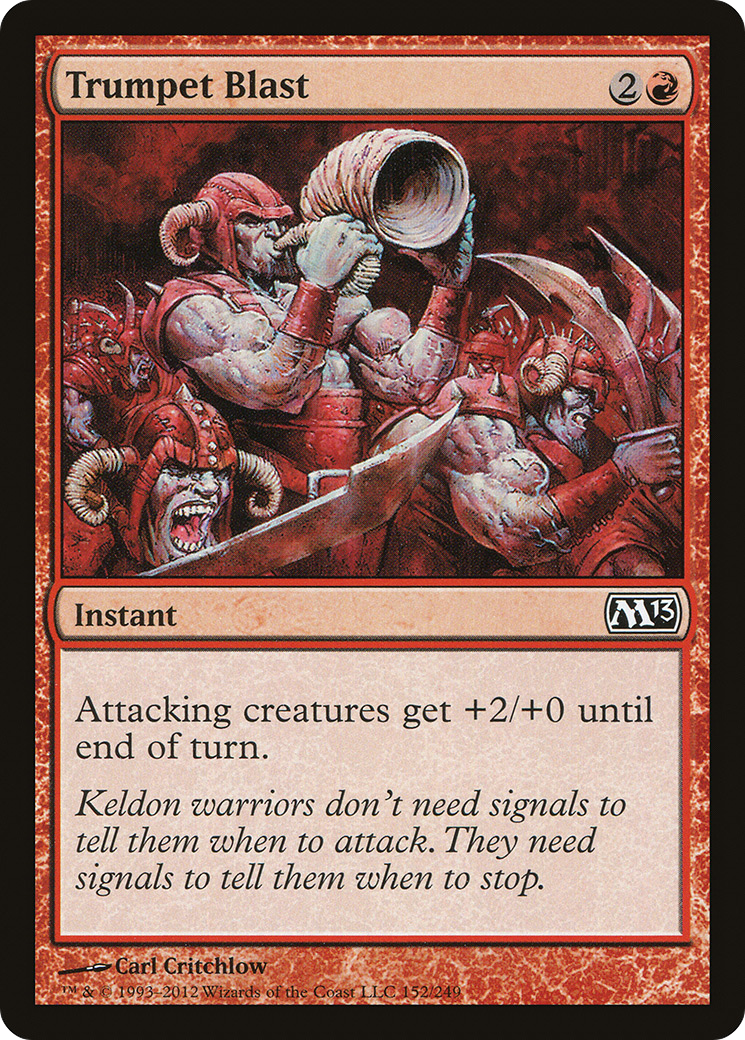 Trumpet Blast 2
Instant M13
Attacking creatures get +2/+0 until
end of turn.
Keldon warriors don't need signals to
tell them when to attack. They need
signals to tell them when to stop.
Carl Critchlow
™ & © 1993–2012 Wizards of the Coast LLC 152/249